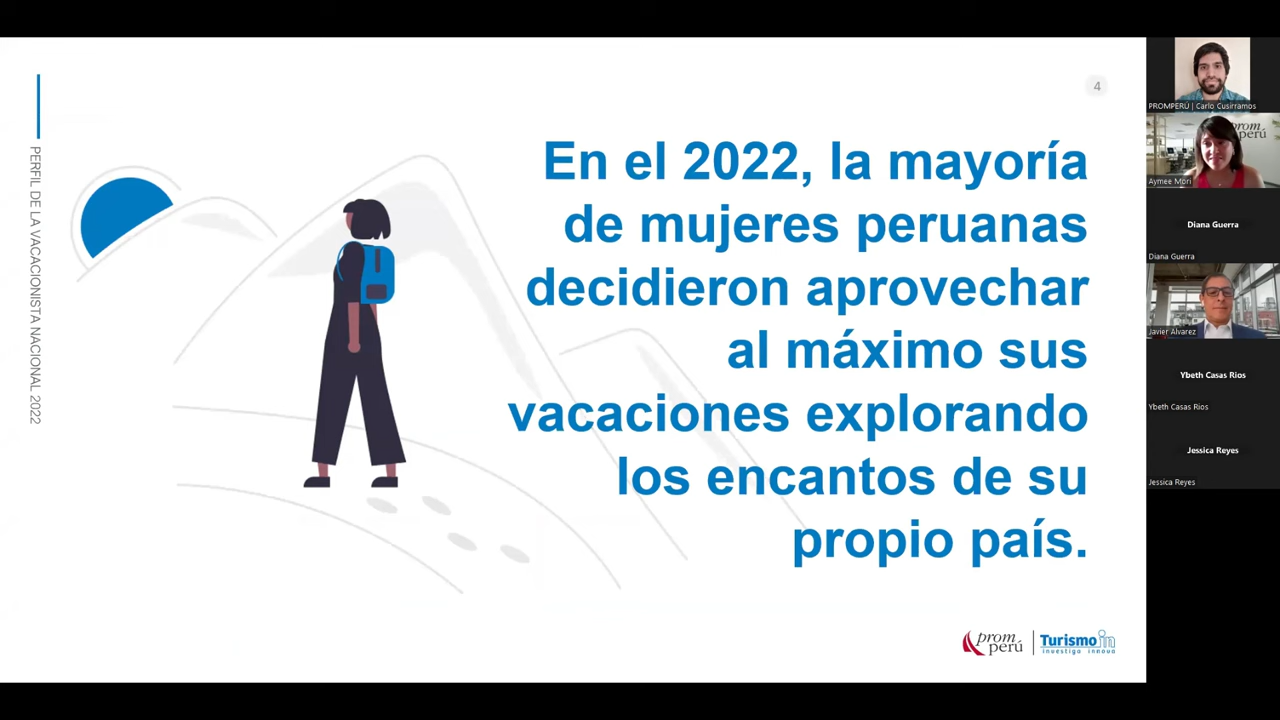 PERFIL DE LA VACACIONISTA NACIONAL 2022
4
En el 2022, la mayoría
de mujeres peruanas
decidieron aprovechar
al máximo sus
vacaciones explorando
los encantos de su
propio país.
prom
perú
Turismo in
investiga innova
PROMPERÚ | Carlo Cusirramos
prom
perú
Aymee Mori
Diana Guerra
Diana Guerra
Javier Alvarez
Ybeth Casas Rios
Ybeth Casas Rios
Jessica Reyes
Jessica Reyes